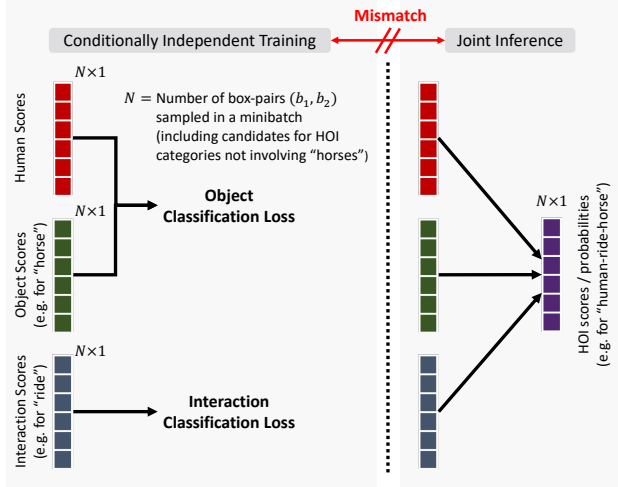 Mismatch
Conditionally Independent Training
Joint Inference
N×1
Human Scores
N = Number of box-pairs (b₁, b₂)
sampled in a minibatch
(including candidates for HOI
categories not involving “horses”)
Object
Classification Loss
N×1
Object Scores
(e.g. for “horse”)
N×1
Interaction Scores
(e.g. for “ride”)
Interaction
Classification Loss
N×1
HOI scores / probabilities
(e.g. for “human-ride-horse”)